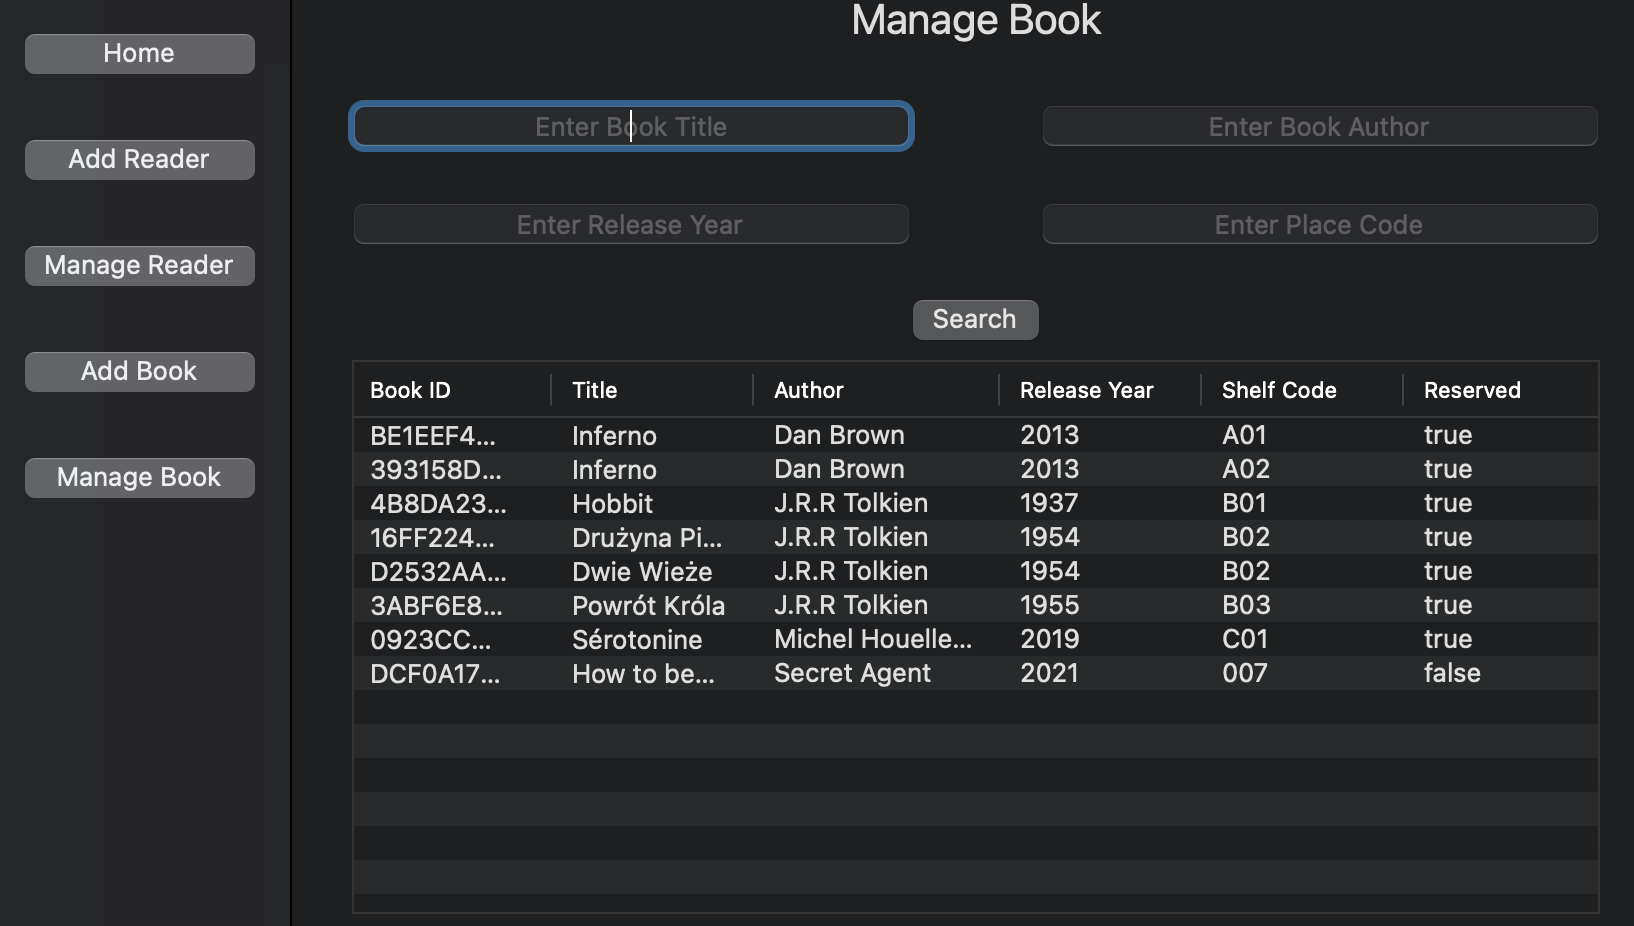 Home
Add Reader
Manage Reader
Add Book
Manage Book
Manage Book
Enter Book Title
Enter Book Author
Enter Release Year
Enter Place Code
Search
Book ID Title Author Release Year Shelf Code Reserved
BE1EEF4... Inferno Dan Brown 2013 A01 true
393158D... Inferno Dan Brown 2013 A02 true
4B8DA23... Hobbit J.R.R Tolkien 1937 B01 true
16FF224... Drużyna Pi... J.R.R Tolkien 1954 B02 true
D2532AA... Dwie Wieże J.R.R Tolkien 1954 B02 true
3ABF6E8... Powrót Króla J.R.R Tolkien 1955 B03 true
0923CC... Sérotonine Michel Houelle... 2019 C01 true
DCF0A17... How to be... Secret Agent 2021 007 false